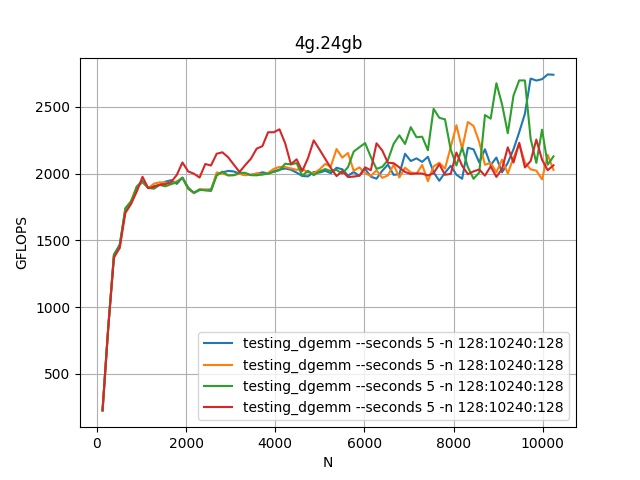 4g.24gb
2500
2000
1500
1000
500
GFLOPS
testing_dgemm --seconds 5 -n 128:10240:128
testing_dgemm --seconds 5 -n 128:10240:128
testing_dgemm --seconds 5 -n 128:10240:128
testing_dgemm --seconds 5 -n 128:10240:128
0 2000 4000 6000 8000 10000
N